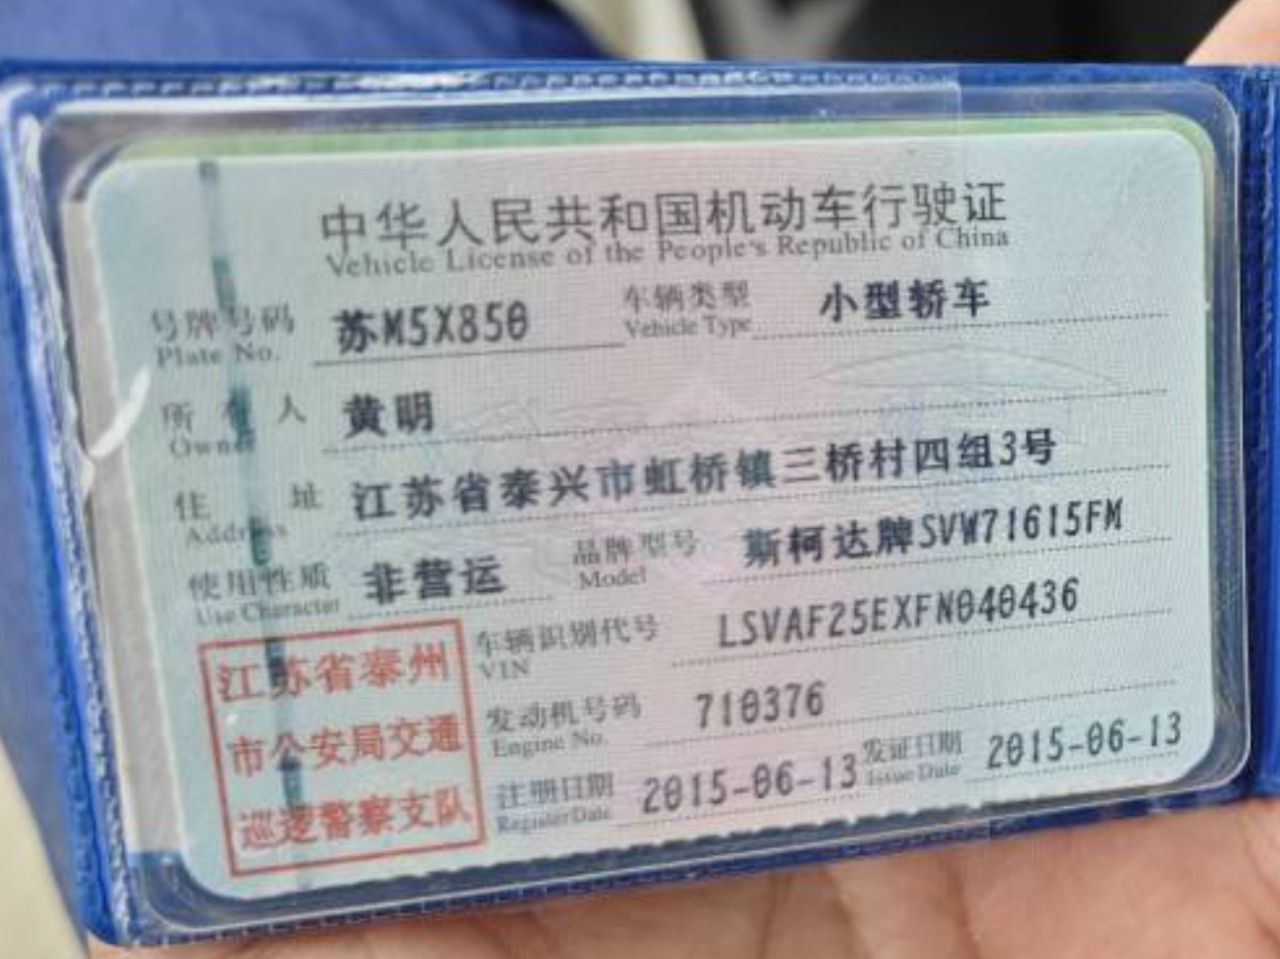 中华人民共和国机动车行驶证
Vehicle License of the People's Republic of China
号牌号码 苏M5X850 车辆类型 小型轿车
Plate No. Vehicle Type
所有人 黄明
Owner
住址 江苏省泰兴市虹桥镇三桥村四组3号
Address
使用性质 非营运 品牌型号 斯柯达牌SVW71615FM
Use Character Model
江苏省泰州
市公安局交通
巡逻警察支队
车辆识别代号 LSVAF25EXFN040436
VIN
发动机号码 710376
Engine No.
注册日期 2015-06-13 发证日期 2015-06-13
Register Date Issue Date